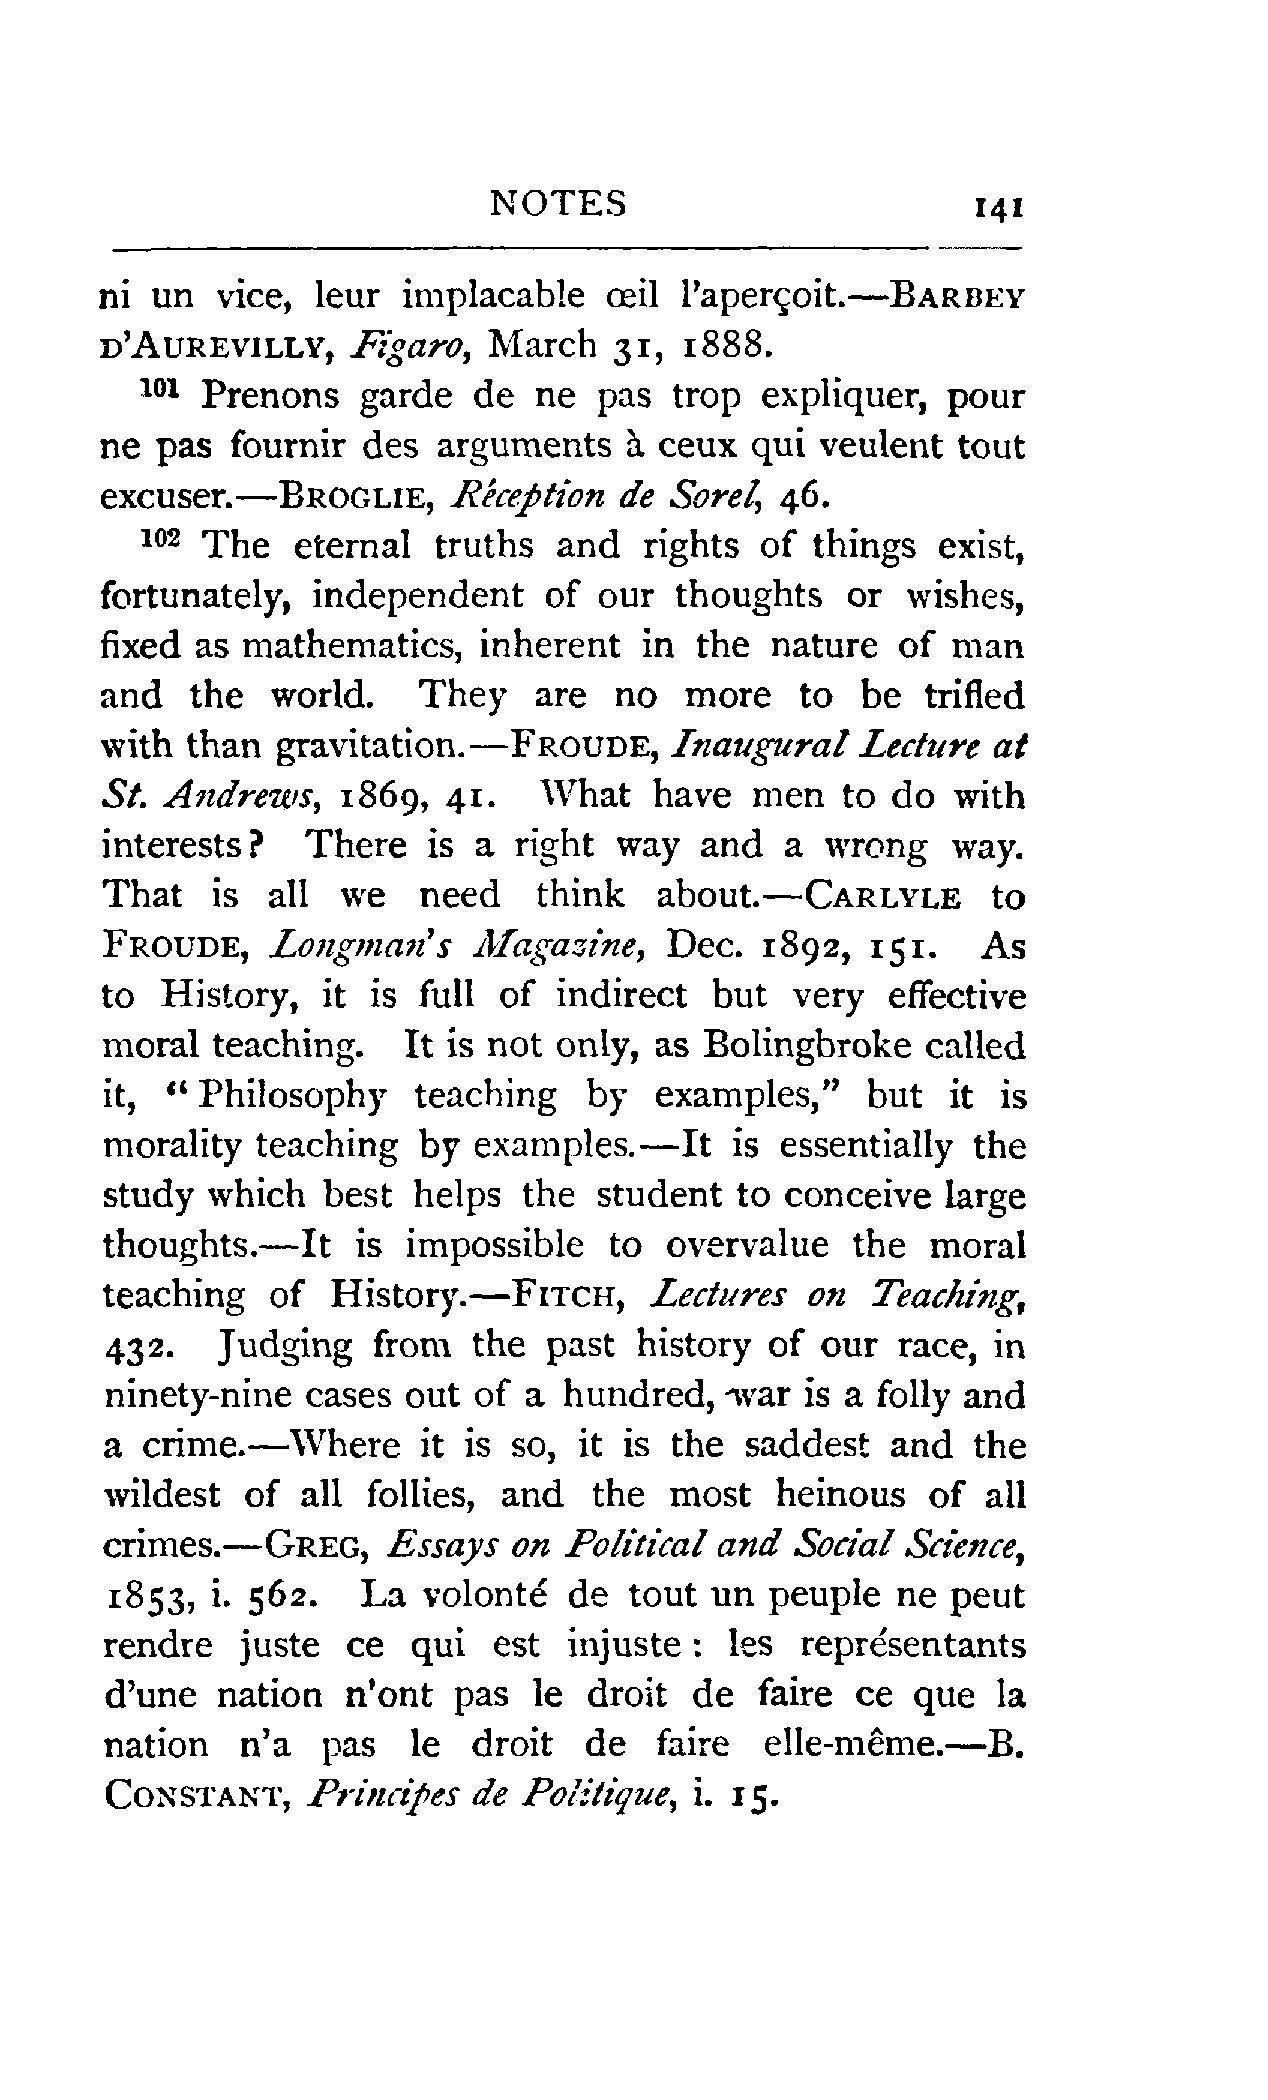 NOTES 141
ni un vice, leur implacable œil l'aperçoit.—BARBEY
D'AUREVILLY, Figaro, March 31, 1888.
101 Prenons garde de ne pas trop expliquer, pour
ne pas fournir des arguments à ceux qui veulent tout
excuser.—BROGLIE, Réception de Sorel, 46.
102 The eternal truths and rights of things exist,
fortunately, independent of our thoughts or wishes,
fixed as mathematics, inherent in the nature of man
and the world. They are no more to be trifled
with than gravitation.—FROUDE, Inaugural Lecture at
St. Andrews, 1869, 41. What have men to do with
interests? There is a right way and a wrong way.
That is all we need think about.—CARLYLE to
FROUDE, Longman's Magazine, Dec. 1892, 151. As
to History, it is full of indirect but very effective
moral teaching. It is not only, as Bolingbroke called
it, "Philosophy teaching by examples," but it is
morality teaching by examples.—It is essentially the
study which best helps the student to conceive large
thoughts.—It is impossible to overvalue the moral
teaching of History.—FITCH, Lectures on Teaching,
432. Judging from the past history of our race, in
ninety-nine cases out of a hundred, war is a folly and
a crime.—Where it is so, it is the saddest and the
wildest of all follies, and the most heinous of all
crimes.—GREG, Essays on Political and Social Science,
1853, i. 562. La volonté de tout un peuple ne peut
rendre juste ce qui est injuste : les représentants
d'une nation n'ont pas le droit de faire ce que la
nation n'a pas le droit de faire elle-même.—B.
CONSTANT, Principes de Politique, i. 15.